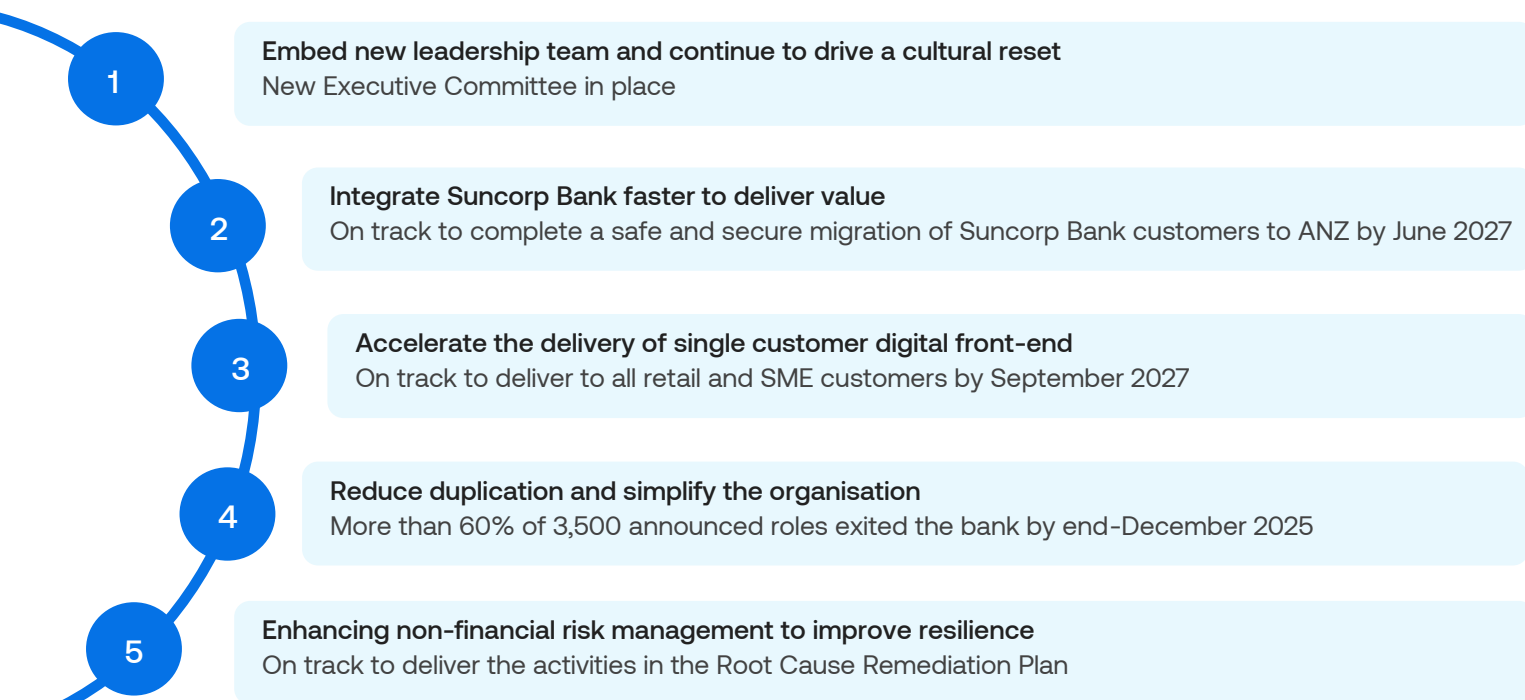 1
Embed new leadership team and continue to drive a cultural reset
New Executive Committee in place
2
Integrate Suncorp Bank faster to deliver value
On track to complete a safe and secure migration of Suncorp Bank customers to ANZ by June 2027
3
Accelerate the delivery of single customer digital front-end
On track to deliver to all retail and SME customers by September 2027
4
Reduce duplication and simplify the organisation
More than 60% of 3,500 announced roles exited the bank by end-December 2025
5
Enhancing non-financial risk management to improve resilience
On track to deliver the activities in the Root Cause Remediation Plan